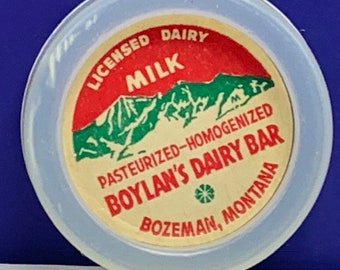 LICENSED DAIRY
MILK
PASTEURIZED-HOMOGENIZED
BOYLAN'S DAIRY BAR
BOZEMAN, MONTANA